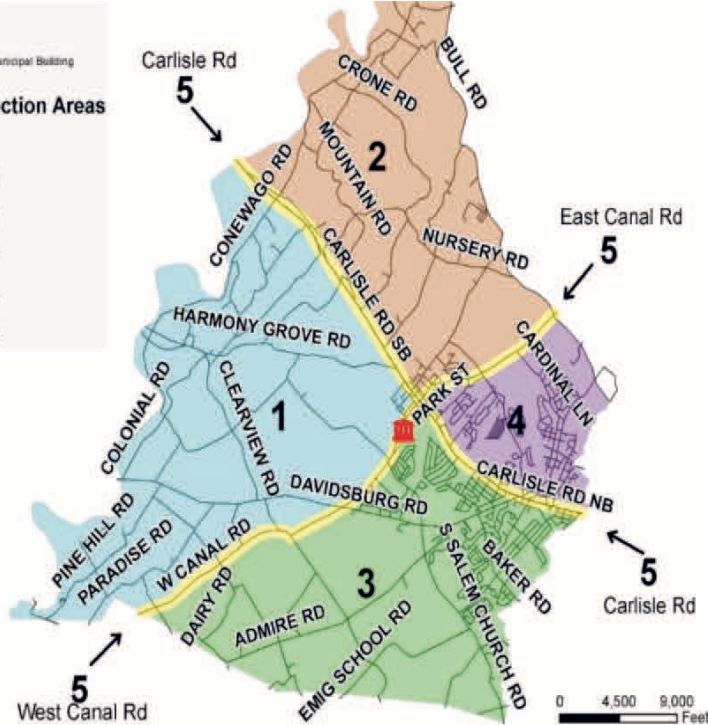 unicipal Building
ction Areas
Carlisle Rd
5
BULL RD
CRONE RD
2
MOUNTAIN RD
CONEWAGO RD
NURSERY RD
East Canal Rd
5
CARLISLE RD SB
HARMONY GROVE RD
CARDINAL LN
PARK ST
COLONIAL RD
CLEARVIEW RD
1
4
CARLISLE RD NB
DAVIDSBURG RD
PINE HILL RD
PARADISE RD
W CANAL RD
S SALEM CHURCH RD
BAKER RD
5
Carlisle Rd
3
DAIRY RD
ADMIRE RD
EMIG SCHOOL RD
5
West Canal Rd
0 4,500 9,000
Feet